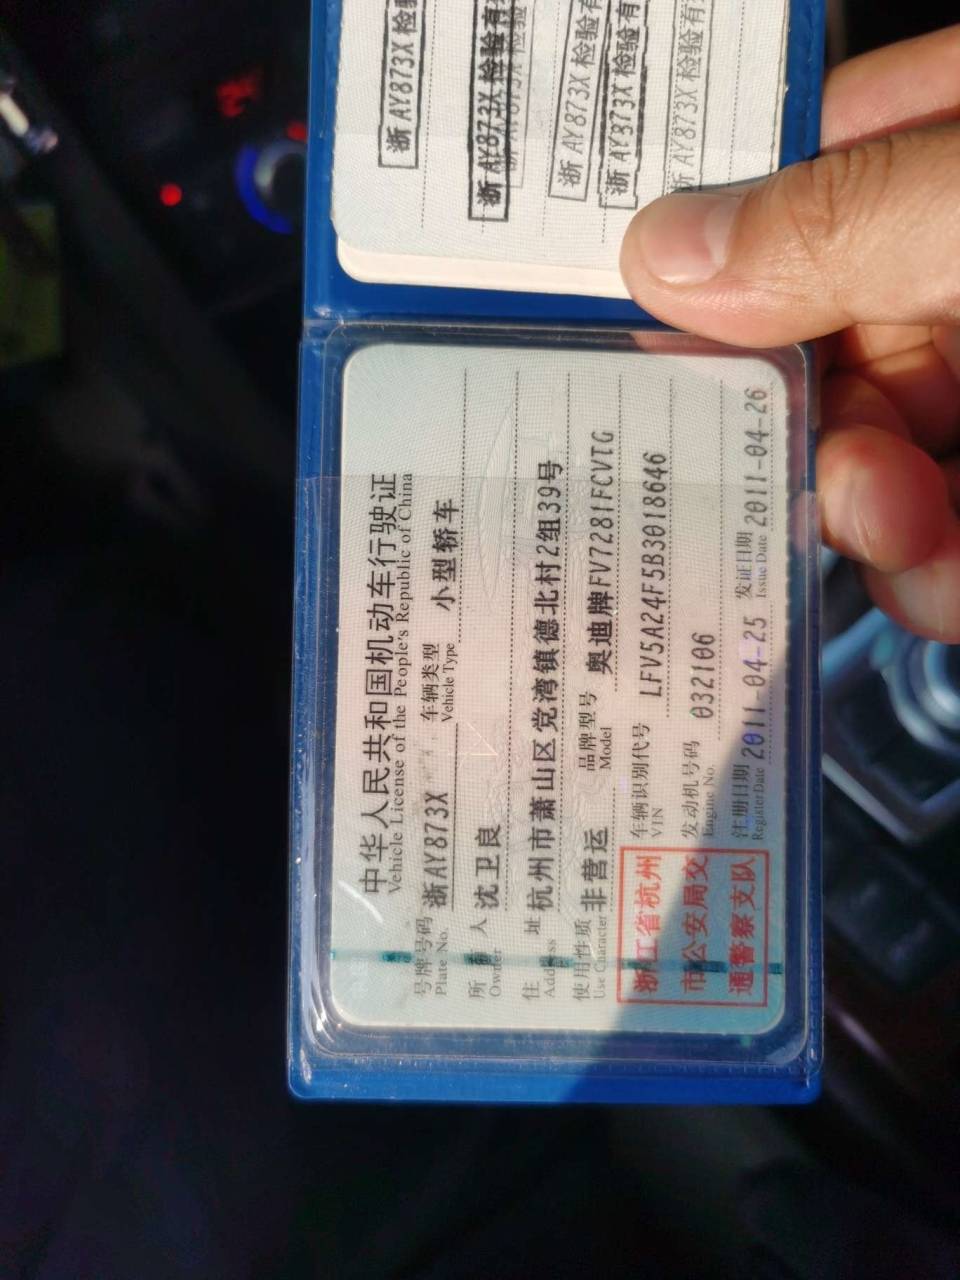 浙AY873X 检验
浙AY873X 检验有
浙AY873X 检验有
浙AY873X 检验有
浙AY873X 检验有
中华人民共和国机动车行驶证
Vehicle License of the People's Republic of China
号牌号码 浙AY873X 车辆类型 小型轿车
Plate No. Vehicle Type
所有人 沈卫良
Owner
住址 杭州市萧山区党湾镇德北村2组39号
Address
使用性质 非营运 品牌型号 奥迪牌FV7281FCVTG
Use Character Model
浙江省杭州
市公安局交
通警察支队
车辆识别代号 LFV5A24F5B3018646
VIN
发动机号码 032106
Engine No.
注册日期 2011-04-25 发证日期 2011-04-26
Register Date Issue Date